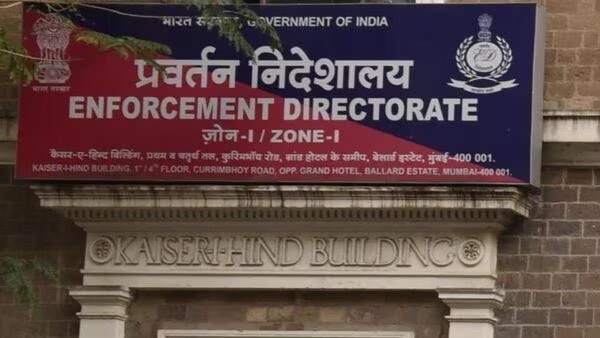 भारत सरकार, GOVERNMENT OF INDIA
प्रवर्तन निदेशालय
भारत सरकार
ENFORCEMENT DIRECTORATE
ज़ोन-I / ZONE-I
कैसर-ए-हिन्द बिल्डिंग, प्रथम व चतुर्थ तल, कुरिमभॉय रोड, ग्रांड होटल के समीप, बेलार्ड इस्टेट, मुंबई-400 001.
KAISER-I-HIND BUILDING, 1ST / 4TH FLOOR, CURRIMBHOY ROAD, OPP. GRAND HOTEL, BALLARD ESTATE, MUMBAI-400 001.
KAISER·I·HIND BUILDING